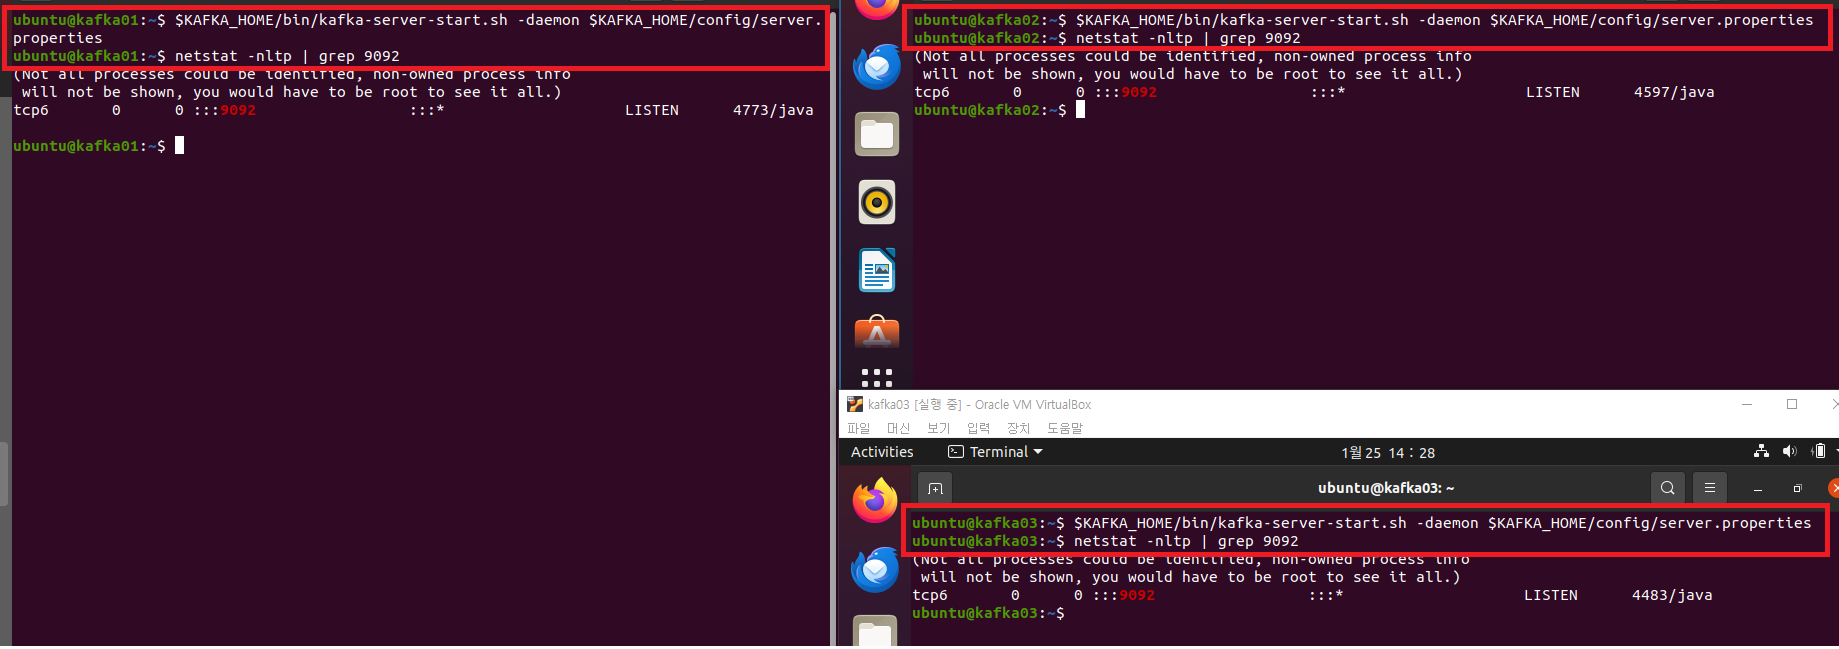 ubuntu@kafka01:~$ $KAFKA_HOME/bin/kafka-server-start.sh -daemon $KAFKA_HOME/config/server.
properties
ubuntu@kafka01:~$ netstat -nltp | grep 9092
(Not all processes could be identified, non-owned process info
 will not be shown, you would have to be root to see it all.)
tcp6       0      0 :::9092                 :::*                    LISTEN      4773/java
ubuntu@kafka01:~$
ubuntu@kafka02:~$ $KAFKA_HOME/bin/kafka-server-start.sh -daemon $KAFKA_HOME/config/server.properties
ubuntu@kafka02:~$ netstat -nltp | grep 9092
(Not all processes could be identified, non-owned process info
 will not be shown, you would have to be root to see it all.)
tcp6       0      0 :::9092                 :::*                    LISTEN      4597/java
ubuntu@kafka02:~$
kafka03 [실행 중] - Oracle VM VirtualBox
파일 머신 보기 입력 장치 도움말
Activities Terminal 1월 25 14 : 28
ubuntu@kafka03: ~
ubuntu@kafka03:~$ $KAFKA_HOME/bin/kafka-server-start.sh -daemon $KAFKA_HOME/config/server.properties
ubuntu@kafka03:~$ netstat -nltp | grep 9092
(Not all processes could be identified, non-owned process info
 will not be shown, you would have to be root to see it all.)
tcp6       0      0 :::9092                 :::*                    LISTEN      4483/java
ubuntu@kafka03:~$